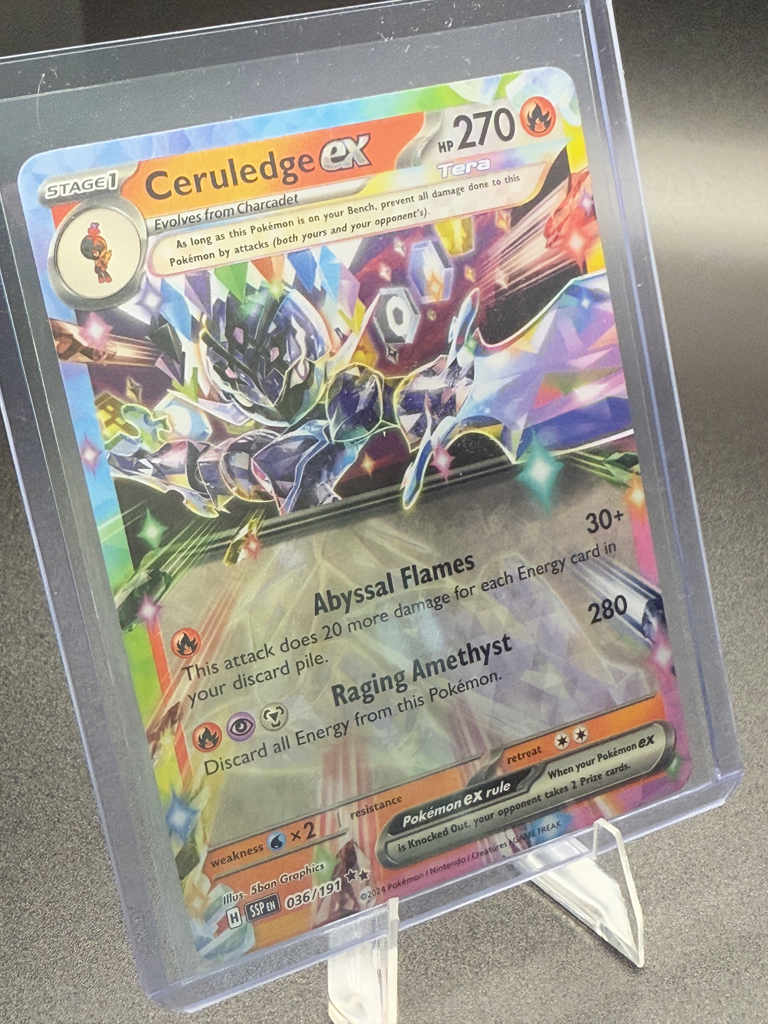 STAGE1
Ceruledge ex
HP 270
Tera
Evolves from Charcadet
As long as this Pokémon is on your Bench, prevent all damage done to this
Pokémon by attacks (both yours and your opponent's).
Abyssal Flames 30+
This attack does 20 more damage for each Energy card in
your discard pile.
Raging Amethyst 280
Discard all Energy from this Pokémon.
weakness ×2 resistance retreat
Pokémon ex rule When your Pokémon ex
is Knocked Out, your opponent takes 2 Prize cards.
Illus. 5ban Graphics
H SSP EN 036/191 ©2024 Pokémon / Nintendo / Creatures / GAME FREAK